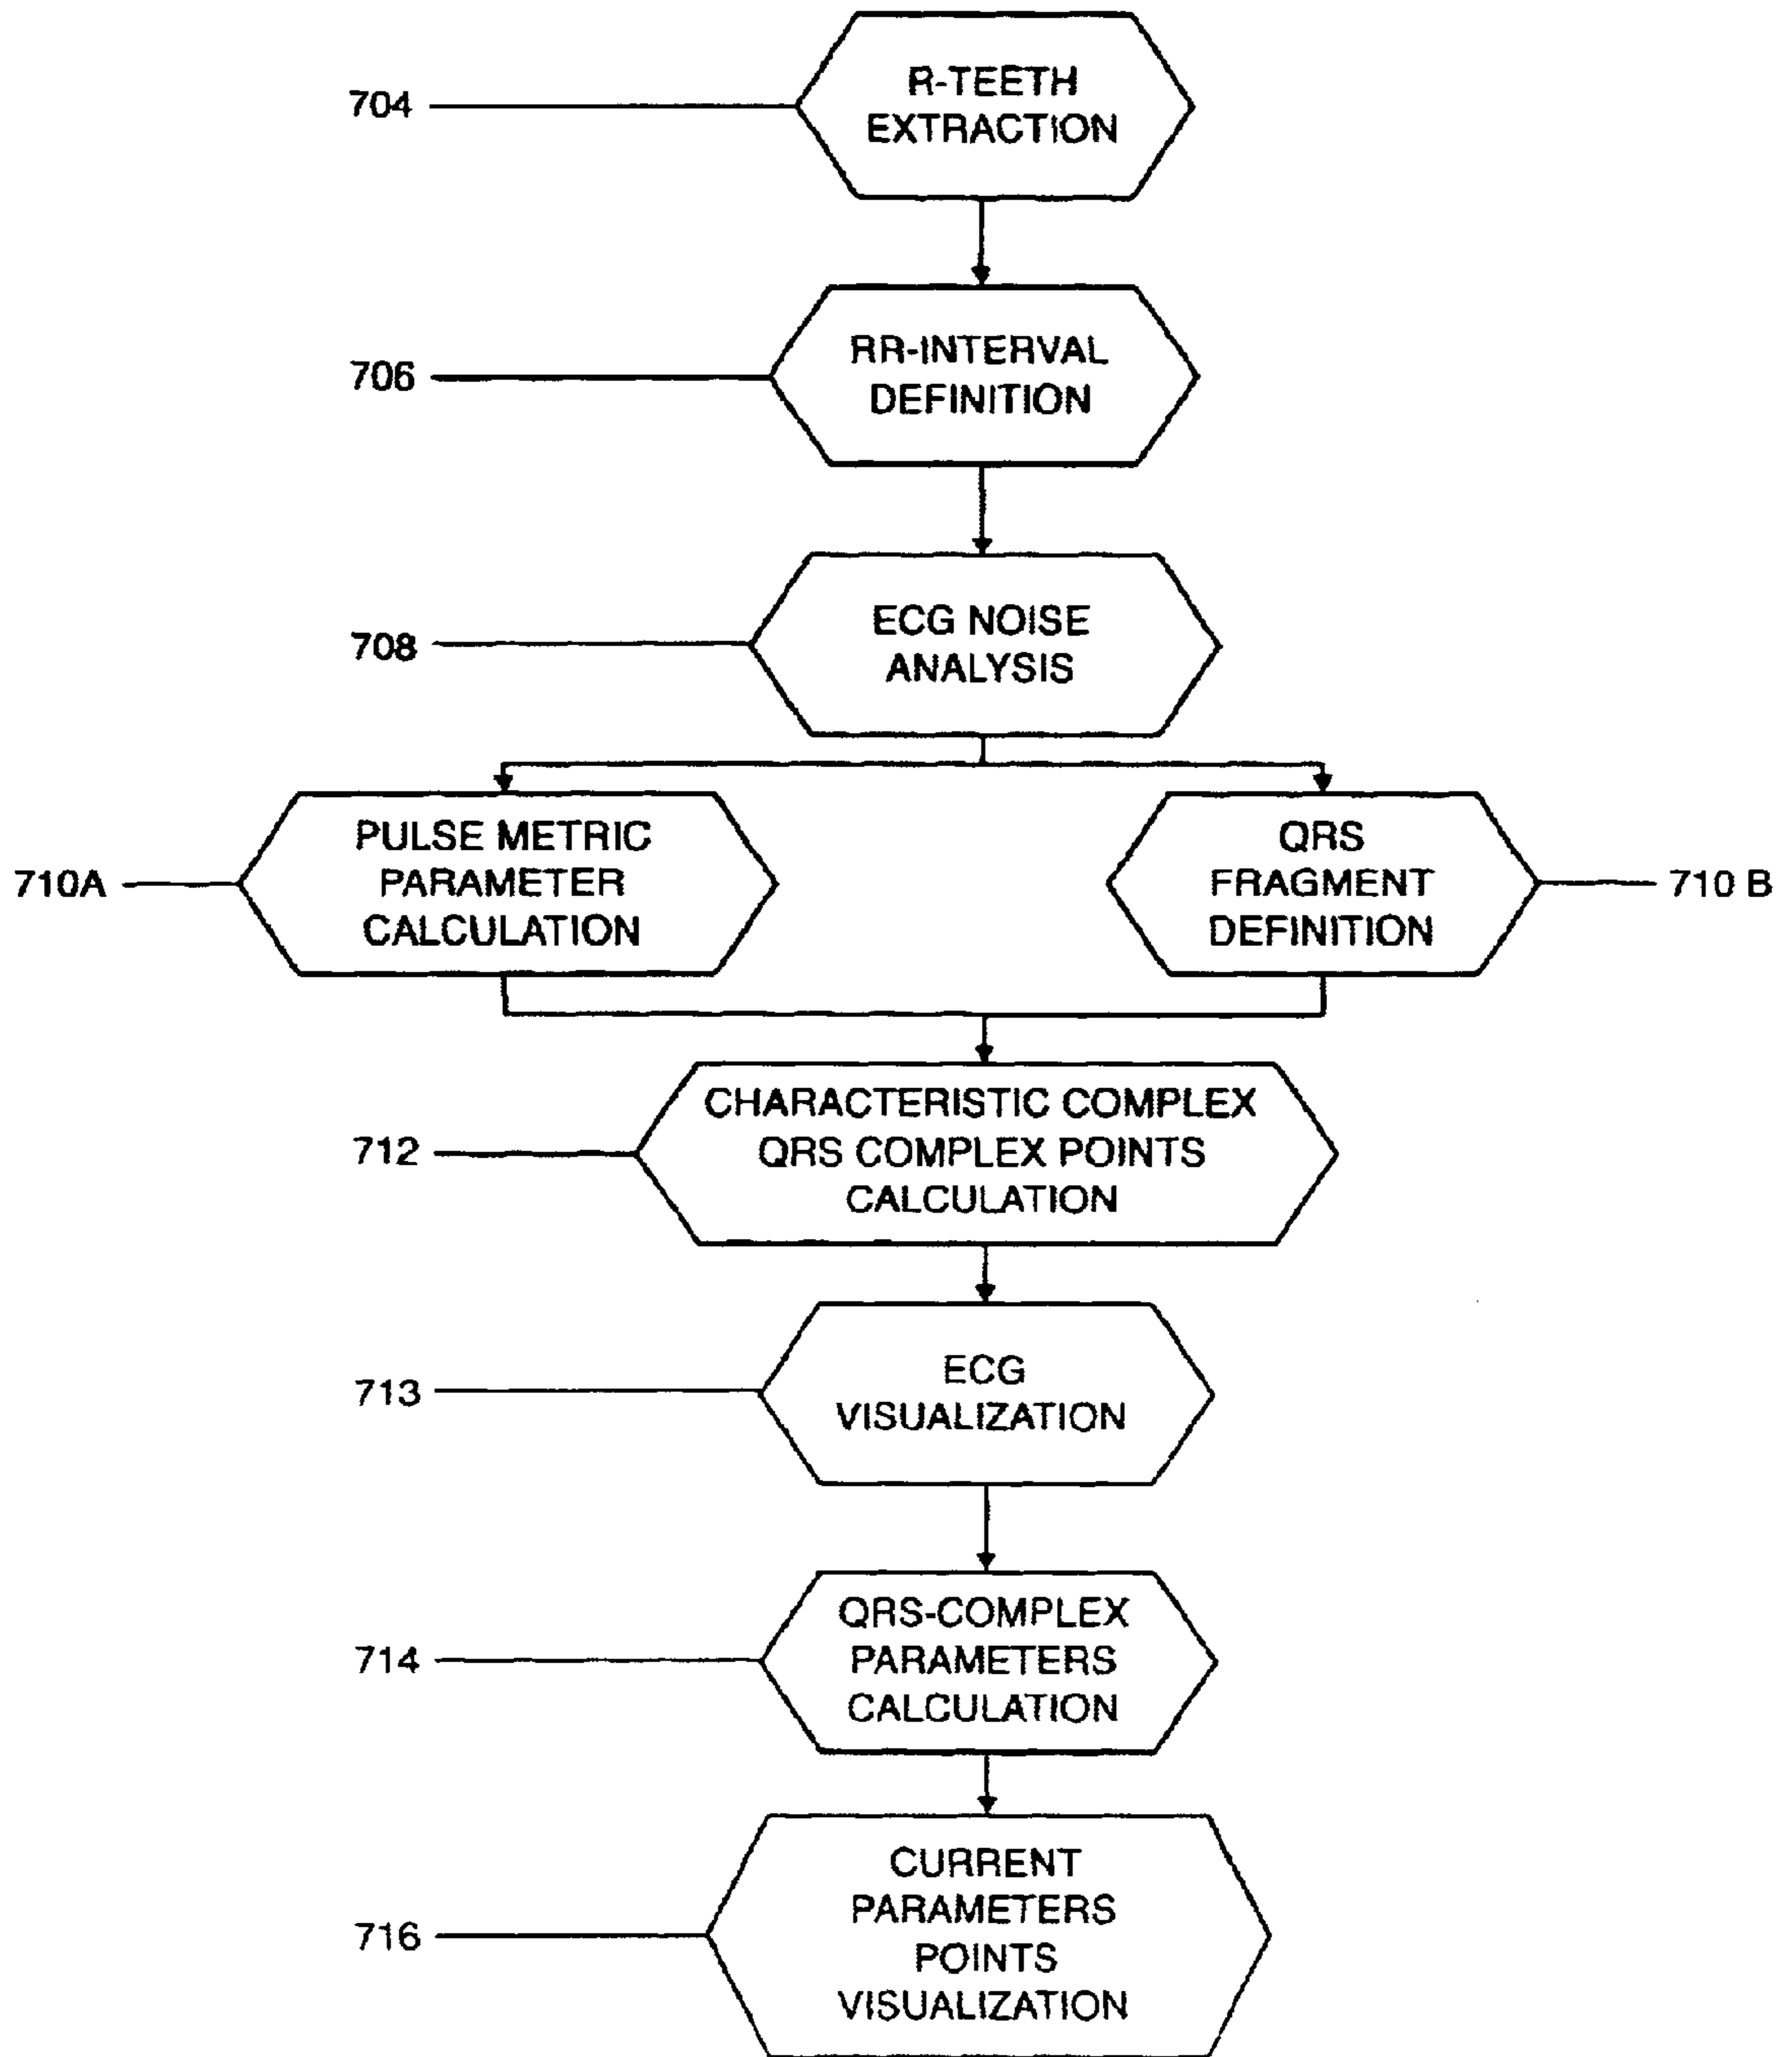 R-TEETH
EXTRACTION
704
RR-INTERVAL
DEFINITION
706
ECG NOISE
ANALYSIS
708
PULSE METRIC
PARAMETER
CALCULATION
710A
QRS
FRAGMENT
DEFINITION
710 B
CHARACTERISTIC COMPLEX
QRS COMPLEX POINTS
CALCULATION
712
ECG
VISUALIZATION
713
QRS-COMPLEX
PARAMETERS
CALCULATION
714
CURRENT
PARAMETERS
POINTS
VISUALIZATION
716